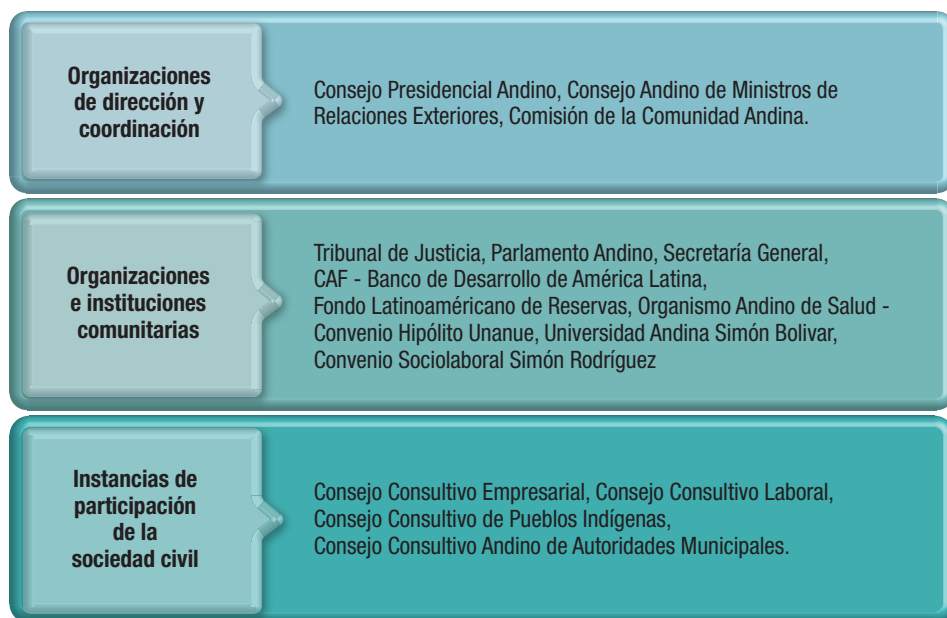 Organizaciones
de dirección y
coordinación
Consejo Presidencial Andino, Consejo Andino de Ministros de
Relaciones Exteriores, Comisión de la Comunidad Andina.
Organizaciones
e instituciones
comunitarias
Tribunal de Justicia, Parlamento Andino, Secretaría General,
CAF - Banco de Desarrollo de América Latina,
Fondo Latinoaméricano de Reservas, Organismo Andino de Salud -
Convenio Hipólito Unanue, Universidad Andina Simón Bolivar,
Convenio Sociolaboral Simón Rodríguez
Instancias de
participación
de la
sociedad civil
Consejo Consultivo Empresarial, Consejo Consultivo Laboral,
Consejo Consultivo de Pueblos Indígenas,
Consejo Consultivo Andino de Autoridades Municipales.